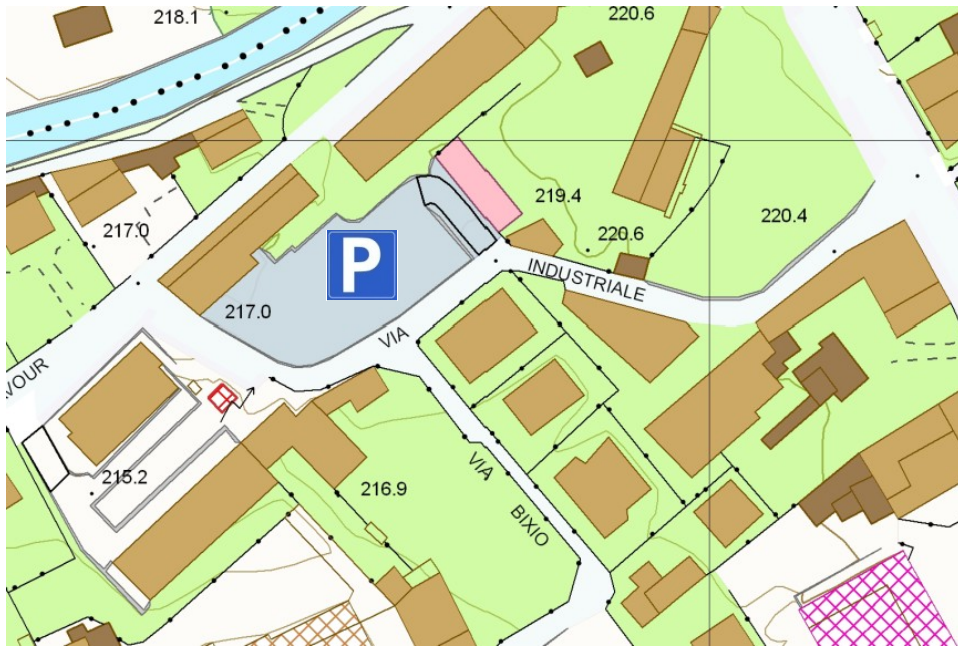 218.1
220.6
219.4
220.4
217.0
220.6
P
INDUSTRIALE
217.0
VIA
VOUR
215.2
VIA
216.9
BIXIO